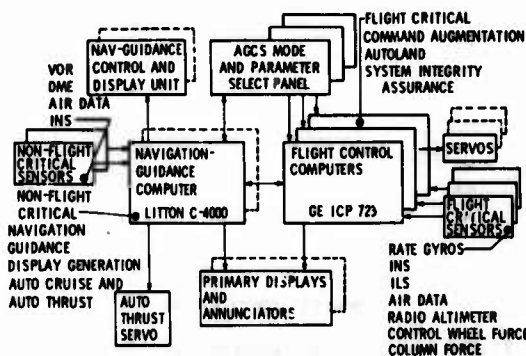 FLIGHT CRITICAL
COMMAND AUGMENTATION
AUTOLAND
SYSTEM INTEGRITY
ASSURANCE
NAV-GUIDANCE
CONTROL AND
DISPLAY UNIT
AGCS MODE
AND PARAMETER
SELECT PANEL
VOR
DME
AIR DATA
INS
NON-FLIGHT
CRITICAL
SENSORS
NAVIGATION-
GUIDANCE
COMPUTER
LITTON C-4000
FLIGHT CONTROL
COMPUTERS
GE ICP 723
SERVOS
FLIGHT
CRITICAL
SENSORS
NON-FLIGHT
CRITICAL
NAVIGATION
GUIDANCE
DISPLAY GENERATION
AUTO CRUISE AND
AUTO THRUST
AUTO
THRUST
SERVO
PRIMARY DISPLAYS
AND
ANNUNCIATORS
RATE GYROS
INS
ILS
AIR DATA
RADIO ALTIMETER
CONTROL WHEEL FORCE
COLUMN FORCE